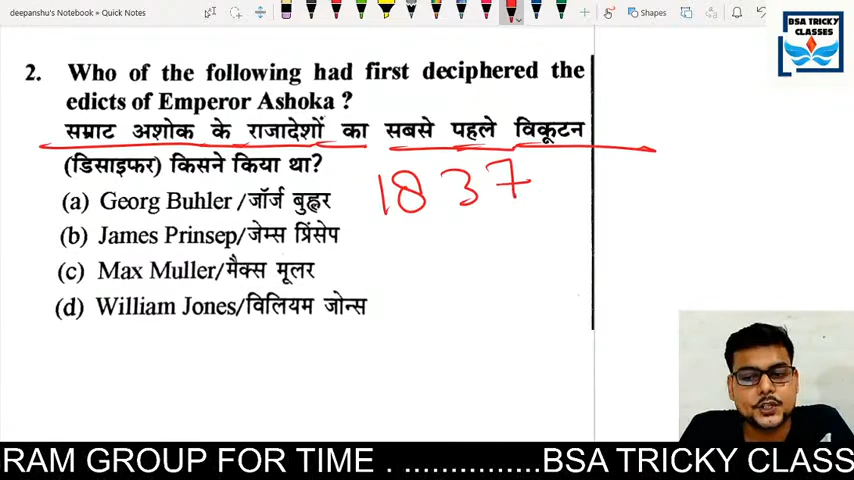 deepanshu's Notebook » Quick Notes
Shapes
BSA TRICKY
CLASSES
2. Who of the following had first deciphered the
edicts of Emperor Ashoka ?
सम्राट अशोक के राजादेशों का सबसे पहले विकूटन
(डिसाइफर) किसने किया था?
1837
(a) Georg Buhler /जॉर्ज बुह्लर
(b) James Prinsep/जेम्स प्रिंसेप
(c) Max Muller/मैक्स मूलर
(d) William Jones/विलियम जोन्स
RAM GROUP FOR TIME . ..................BSA TRICKY CLASS